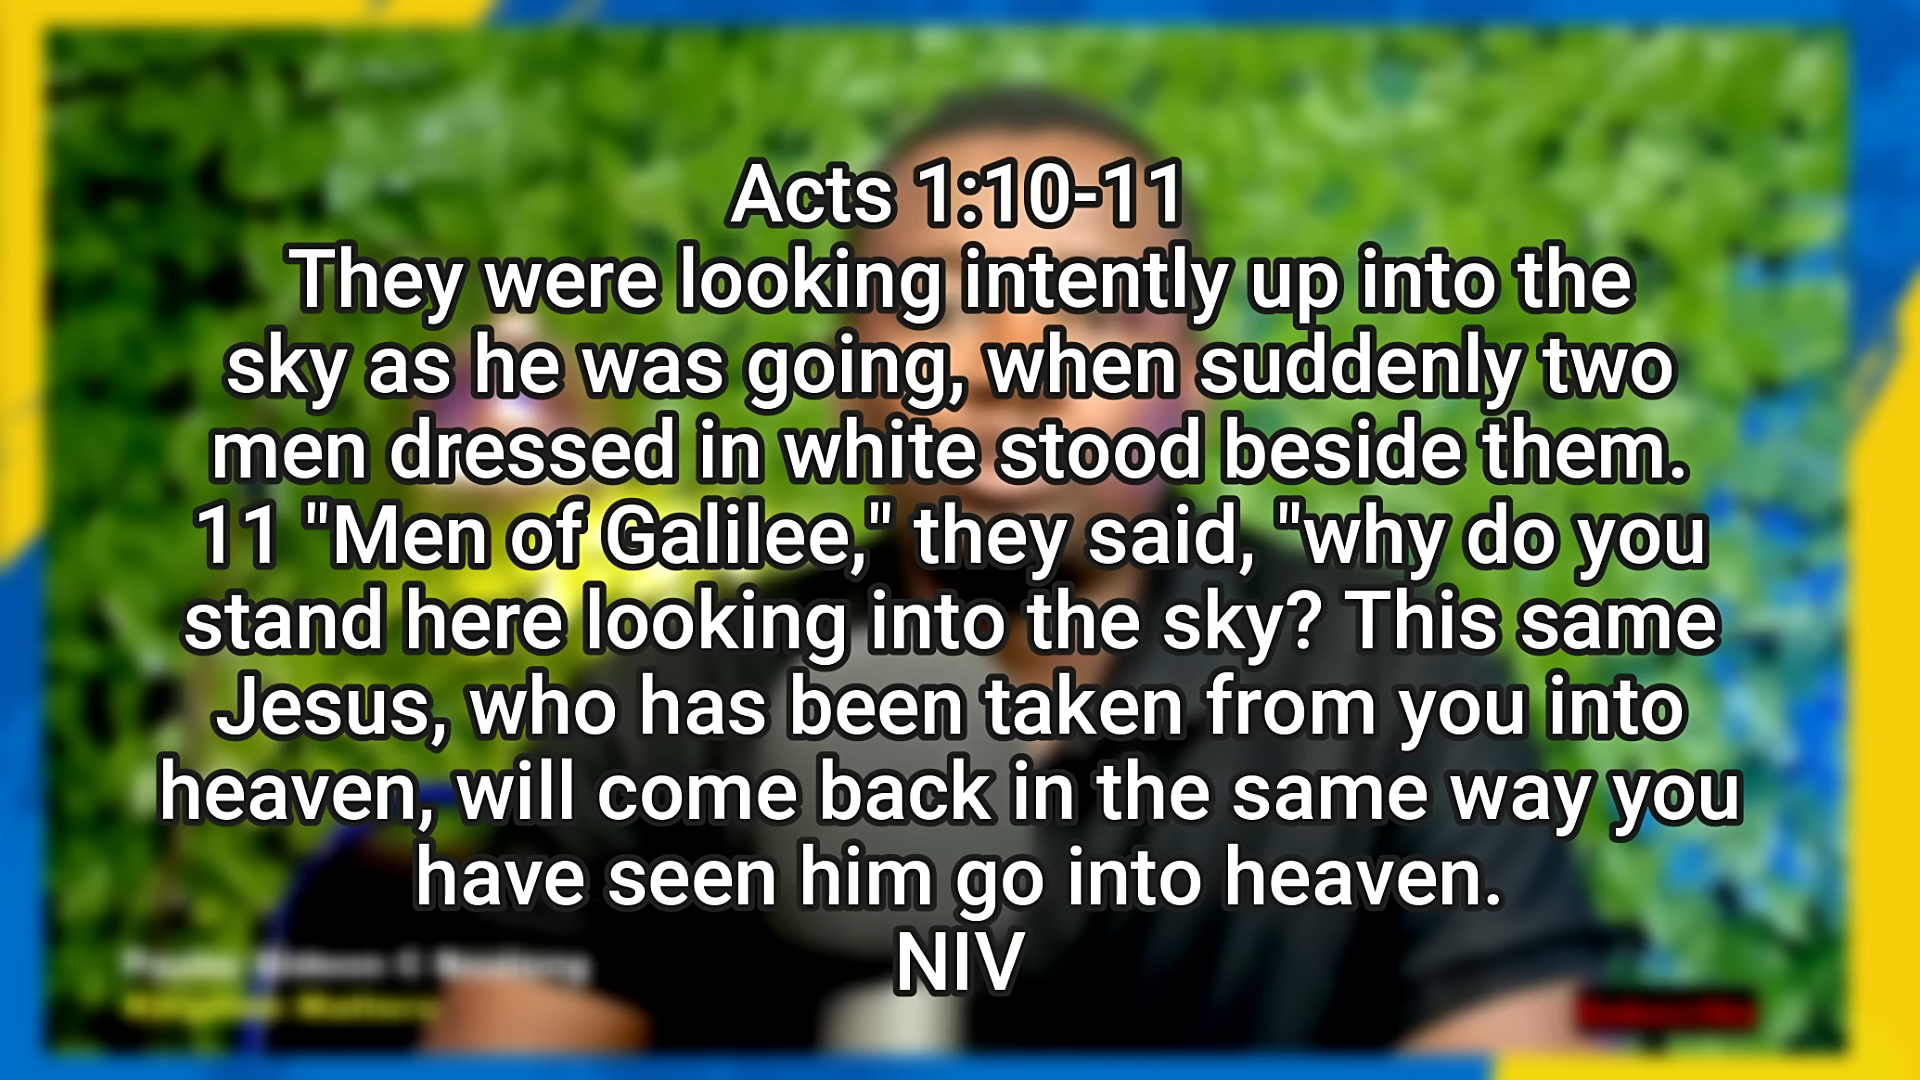 Acts 1:10-11
They were looking intently up into the
sky as he was going, when suddenly two
men dressed in white stood beside them.
11 "Men of Galilee," they said, "why do you
stand here looking into the sky? This same
Jesus, who has been taken from you into
heaven, will come back in the same way you
have seen him go into heaven.
NIV